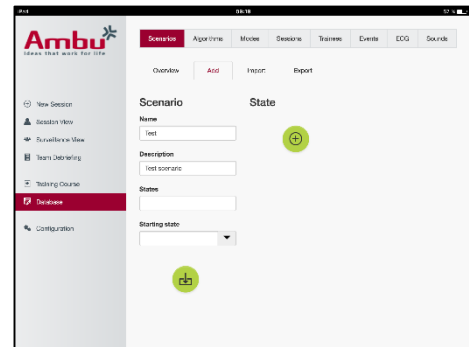 iPad 08:18 57 %
Ambu
Ideas that work for life
Scenarios Algorithms Modes Sessions Trainees Events ECG Sounds
Overview Add Import Export
New Session
Session View
Surveillance View
Team Debriefing
Training Course
Database
Configuration
Scenario State
Name
Test
Description
Test scenario
States
Starting state